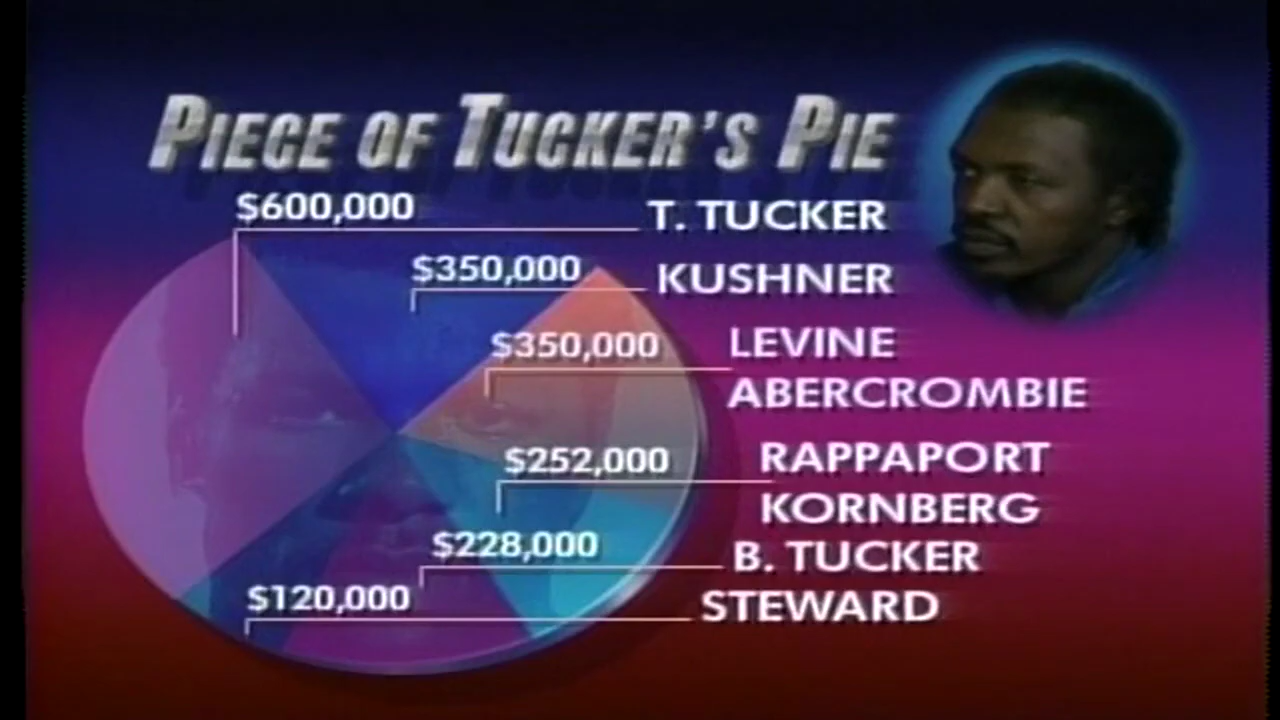 PIECE OF TUCKER'S PIE
$600,000 T. TUCKER
$350,000 KUSHNER
$350,000 LEVINE
ABERCROMBIE
$252,000 RAPPAPORT
KORNBERG
$228,000 B. TUCKER
$120,000 STEWARD